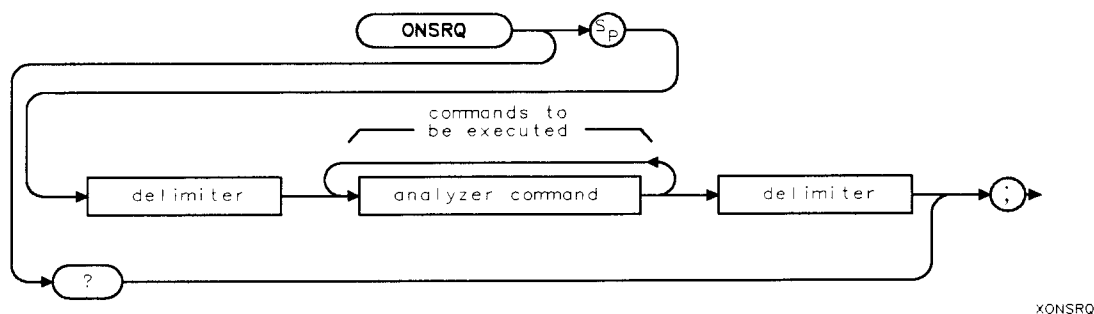 ONSRQ
SP
commands to
be executed
delimiter
analyzer command
delimiter
;
?
XONSRQ